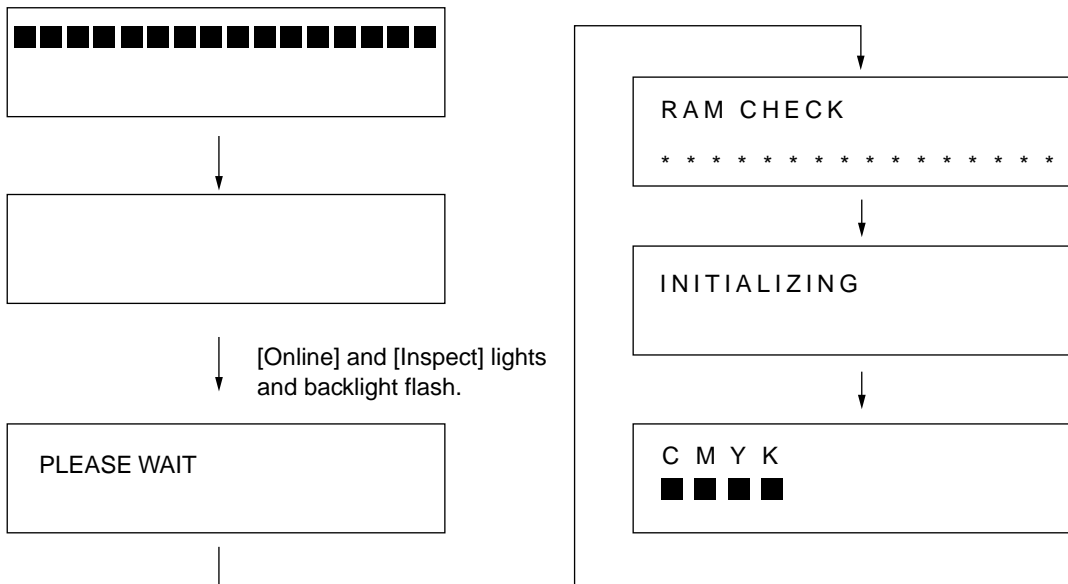 [Online] and [Inspect] lights
and backlight flash.
PLEASE WAIT
RAM CHECK
* * * * * * * * * * * * * * * *
INITIALIZING
C M Y K